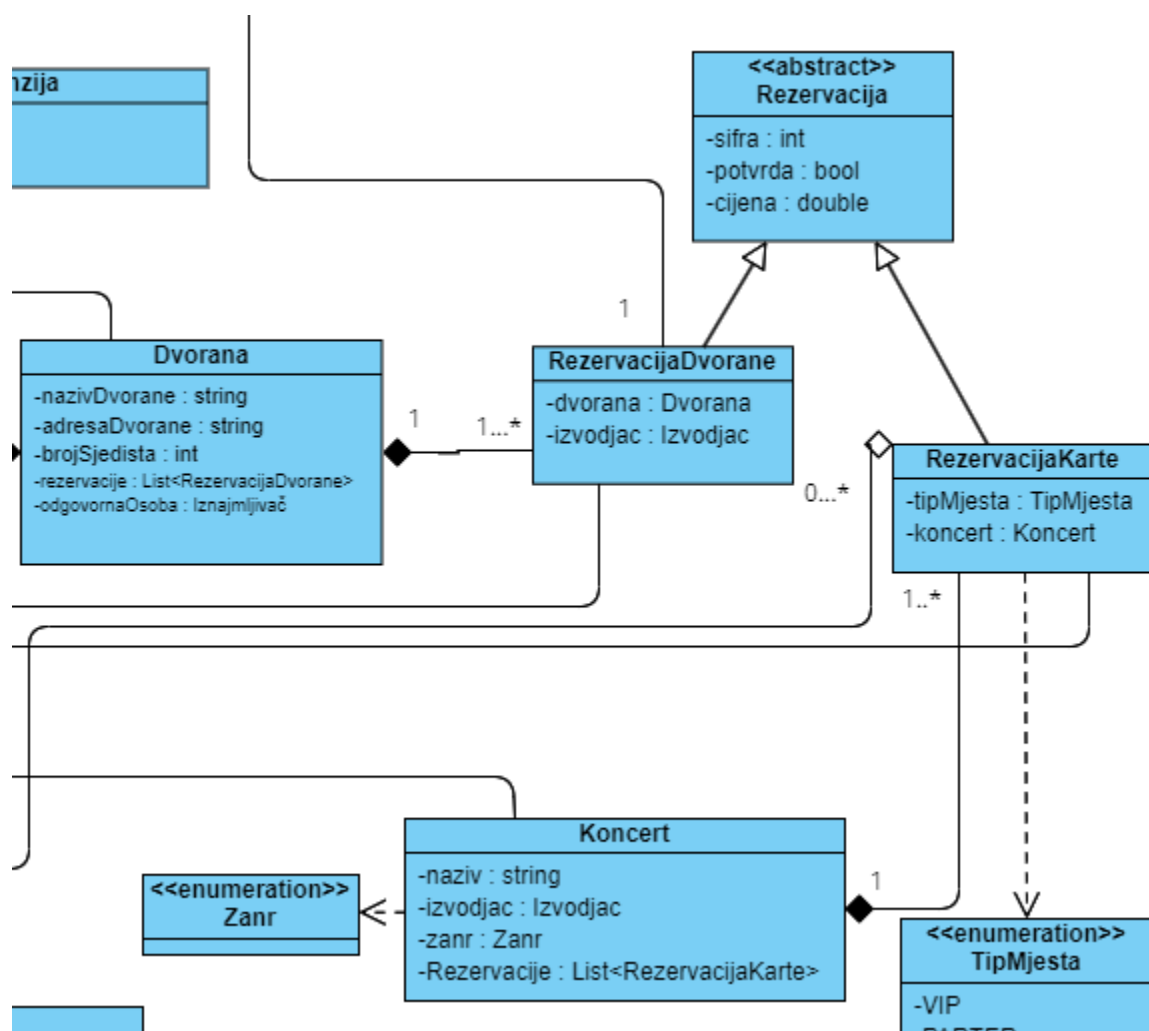 nzija
<<abstract>>
Rezervacija
-sifra : int
-potvrda : bool
-cijena : double
1
Dvorana
-nazivDvorane : string
-adresaDvorane : string
-brojSjedista : int
-rezervacije : List<RezervacijaDvorane>
-odgovornaOsoba : Iznajmljivač
1
1...*
RezervacijaDvorane
-dvorana : Dvorana
-izvodjac : Izvodjac
0...*
RezervacijaKarte
-tipMjesta : TipMjesta
-koncert : Koncert
1..*
Koncert
-naziv : string
-izvodjac : Izvodjac
-zanr : Zanr
-Rezervacije : List<RezervacijaKarte>
1
<<enumeration>>
Zanr
<<enumeration>>
TipMjesta
-VIP